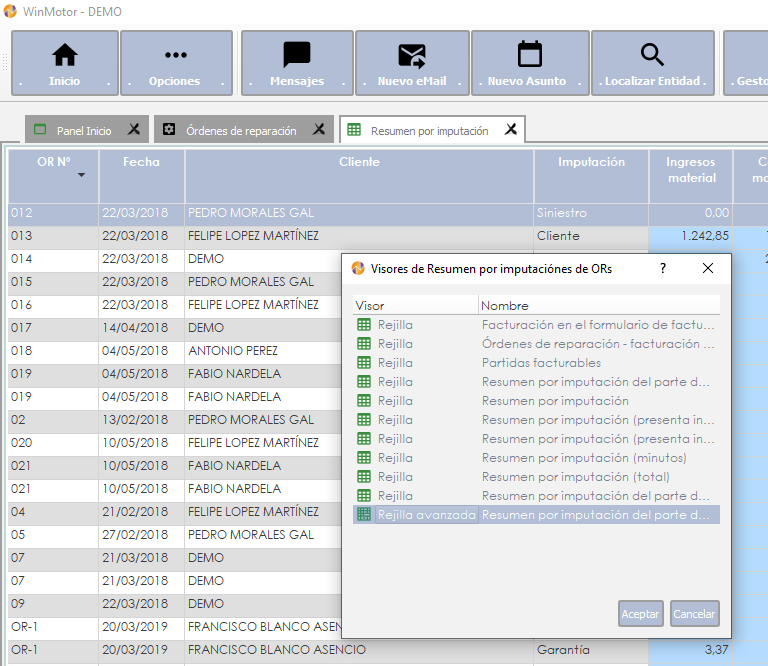 WinMotor - DEMO
. Inicio .
. Opciones .
. Mensajes .
. Nuevo eMail .
. Nuevo Asunto .
. Localizar Entidad .
. Gesto
Panel Inicio
Órdenes de reparación
Resumen por imputación
OR Nº Fecha Cliente Imputación Ingresos material
012 22/03/2018 PEDRO MORALES GAL Siniestro 0,00
013 22/03/2018 FELIPE LOPEZ MARTÍNEZ Cliente 1.242,85
014 22/03/2018 DEMO
015 22/03/2018 PEDRO MORALES GAL
016 22/03/2018 FELIPE LOPEZ MARTÍNEZ
017 14/04/2018 DEMO
018 04/05/2018 ANTONIO PEREZ
019 04/05/2018 FABIO NARDELA
019 04/05/2018 FABIO NARDELA
02 13/02/2018 PEDRO MORALES GAL
020 10/05/2018 FELIPE LOPEZ MARTÍNEZ
021 10/05/2018 FABIO NARDELA
021 10/05/2018 FABIO NARDELA
04 21/02/2018 FELIPE LOPEZ MARTÍNEZ
05 27/02/2018 PEDRO MORALES GAL
07 21/03/2018 DEMO
07 21/03/2018 DEMO
09 22/03/2018 DEMO
OR-1 20/03/2019 FRANCISCO BLANCO ASEN
OR-1 20/03/2019 FRANCISCO BLANCO ASENCIO Garantía 3,37
Visores de Resumen por imputaciónes de ORs ?
Visor Nombre
Rejilla Facturación en el formulario de factu...
Rejilla Órdenes de reparación - facturación ...
Rejilla Partidas facturables
Rejilla Resumen por imputación del parte d...
Rejilla Resumen por imputación
Rejilla Resumen por imputación (presenta in...
Rejilla Resumen por imputación (presenta in...
Rejilla Resumen por imputación (minutos)
Rejilla Resumen por imputación (total)
Rejilla Resumen por imputación del parte d...
Rejilla avanzada Resumen por imputación del parte d...
Aceptar
Cancelar